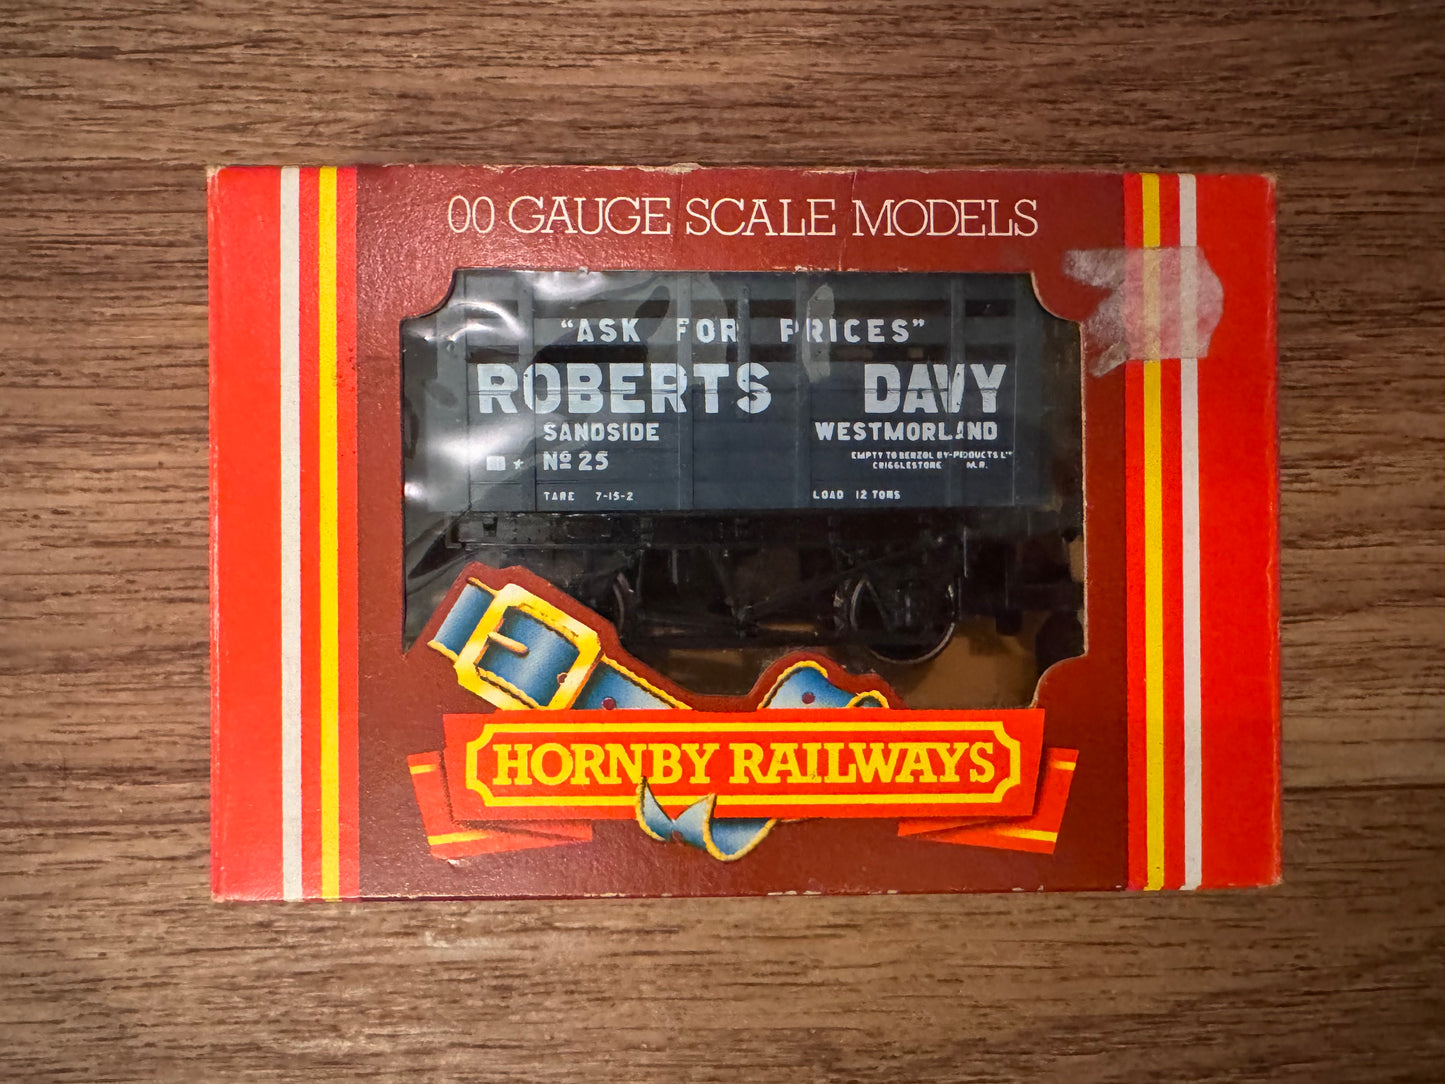 00 GAUGE SCALE MODELS
"ASK FOR PRICES"
ROBERTS DAVY
SANDSIDE WESTMORLAND
Nº 25
EMPTY TO BENZOL BY-PRODUCTS Lᵀᴰ
CRIGGLESTONE M.R.
TARE 7-15-2 LOAD 12 TONS
HORNBY RAILWAYS